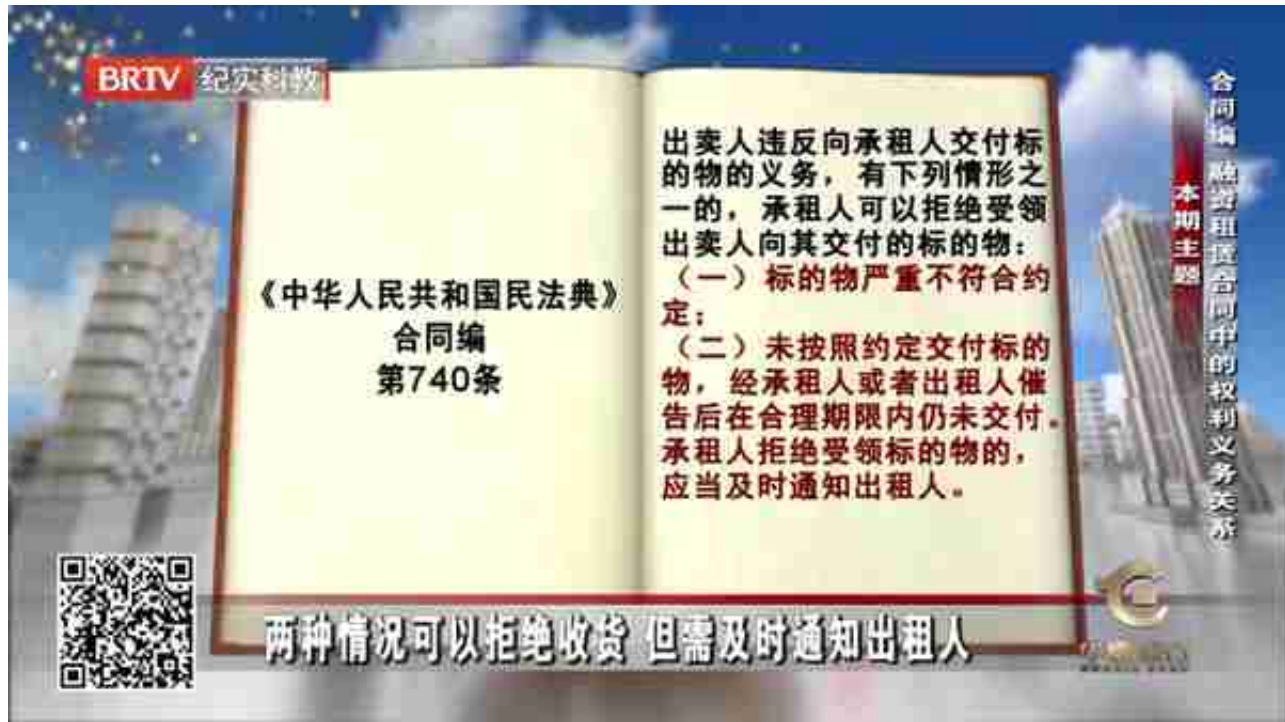 BRTV 纪实科教
《中华人民共和国民法典》
合同编
第740条
出卖人违反向承租人交付标
的物的义务，有下列情形之
一的，承租人可以拒绝受领
出卖人向其交付的标的物：
（一）标的物严重不符合约
定；
（二）未按照约定交付标的
物，经承租人或者出租人催
告后在合理期限内仍未交付。
承租人拒绝受领标的物的，
应当及时通知出租人。
本期主题
合同编 融资租赁合同中的权利义务关系
两种情况可以拒绝收货 但需及时通知出租人